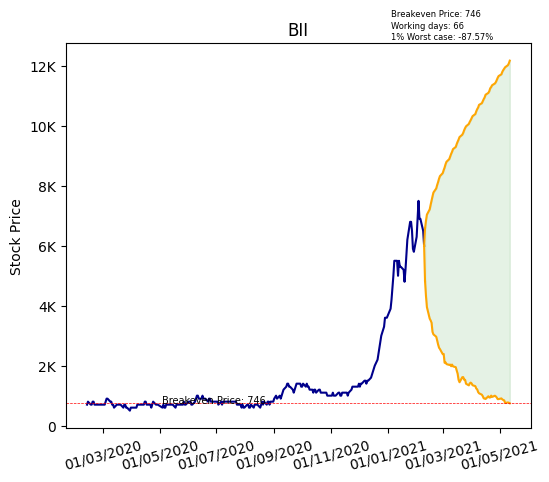 Breakeven Price: 746
Working days: 66
1% Worst case: -87.57%
BII
12K
10K
8K
6K
4K
2K
0
Stock Price
Breakeven Price: 746
01/03/2020
01/05/2020
01/07/2020
01/09/2020
01/11/2020
01/01/2021
01/03/2021
01/05/2021